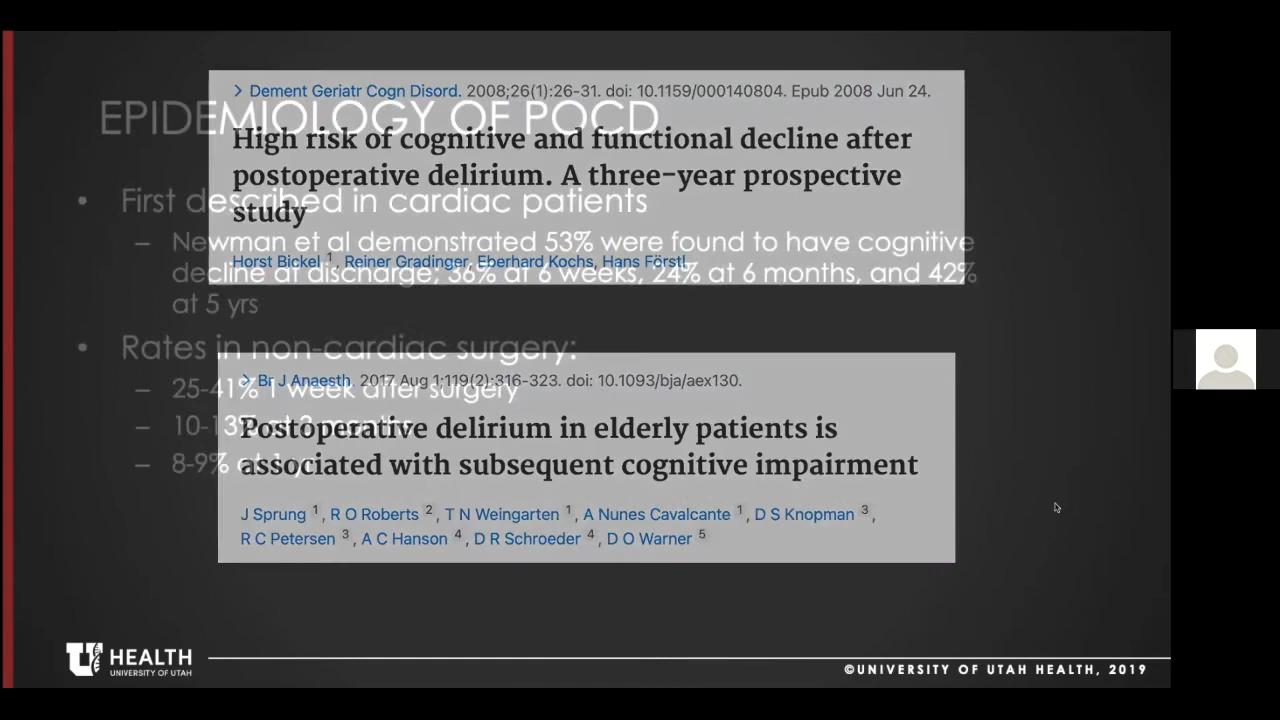 EPIDEMIOLOGY OF POCD
> Dement Geriatr Cogn Disord. 2008;26(1):26-31. doi: 10.1159/000140804. Epub 2008 Jun 24.
High risk of cognitive and functional decline after
postoperative delirium. A three-year prospective
study
Horst Bickel 1, Reiner Gradinger, Eberhard Kochs, Hans Förstl
• First described in cardiac patients
– Newman et al demonstrated 53% were found to have cognitive
decline at discharge; 36% at 6 weeks, 24% at 6 months, and 42%
at 5 yrs
• Rates in non-cardiac surgery:
– 25-41% 1 week after surgery
– 10-13% at months
– 8-9% at
> Br J Anaesth. 2017 Aug 1;119(2):316-323. doi: 10.1093/bja/aex130.
Postoperative delirium in elderly patients is
associated with subsequent cognitive impairment
J Sprung 1, R O Roberts 2, T N Weingarten 1, A Nunes Cavalcante 1, D S Knopman 3,
R C Petersen 3, A C Hanson 4, D R Schroeder 4, D O Warner 5
U HEALTH
UNIVERSITY OF UTAH
©UNIVERSITY OF UTAH HEALTH, 2019